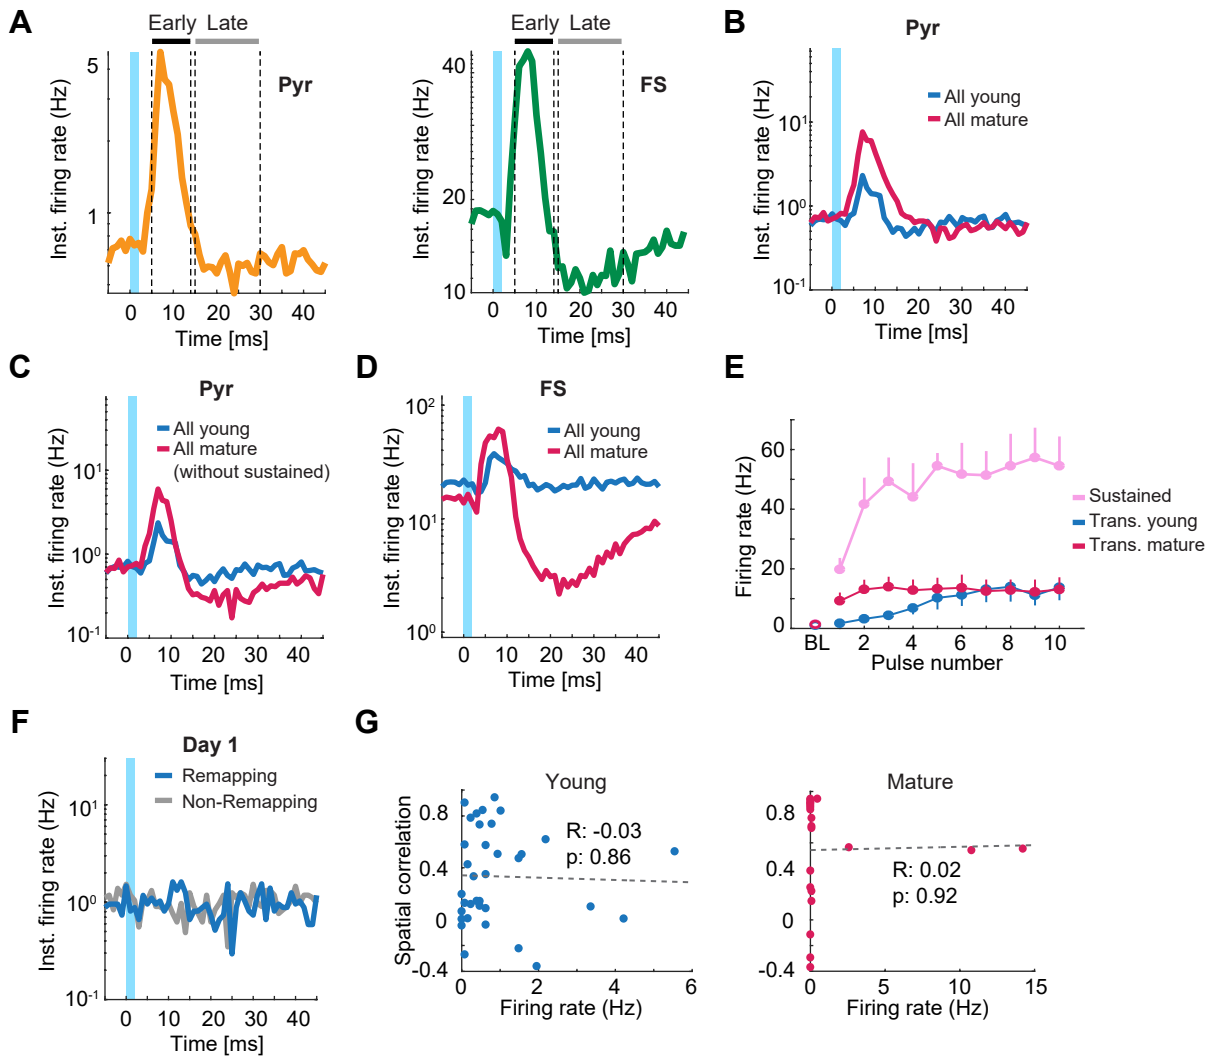 A
Early Late
Inst. firing rate (Hz)
5
1
Pyr
0 10 20 30 40
Time [ms]
Early Late
Inst. firing rate (Hz)
40
20
10
FS
0 10 20 30 40
Time [ms]
B
Pyr
Inst. firing rate (Hz)
10¹
10⁰
10⁻¹
All young
All mature
0 10 20 30 40
Time [ms]
C
Pyr
Inst. firing rate (Hz)
10¹
10⁰
10⁻¹
All young
All mature
(without sustained)
0 10 20 30 40
Time [ms]
D
FS
Inst. firing rate (Hz)
10²
10¹
10⁰
All young
All mature
0 10 20 30 40
Time [ms]
E
Firing rate (Hz)
60
40
20
0
Sustained
Trans. young
Trans. mature
BL 2 4 6 8 10
Pulse number
F
Day 1
Inst. firing rate (Hz)
10¹
10⁰
10⁻¹
Remapping
Non-Remapping
0 10 20 30 40
Time [ms]
G
Young
Spatial correlation
0.8
0.4
0
-0.4
R: -0.03
p: 0.86
0 2 4 6
Firing rate (Hz)
Mature
0.8
0.4
0
-0.4
R: 0.02
p: 0.92
0 5 10 15
Firing rate (Hz)